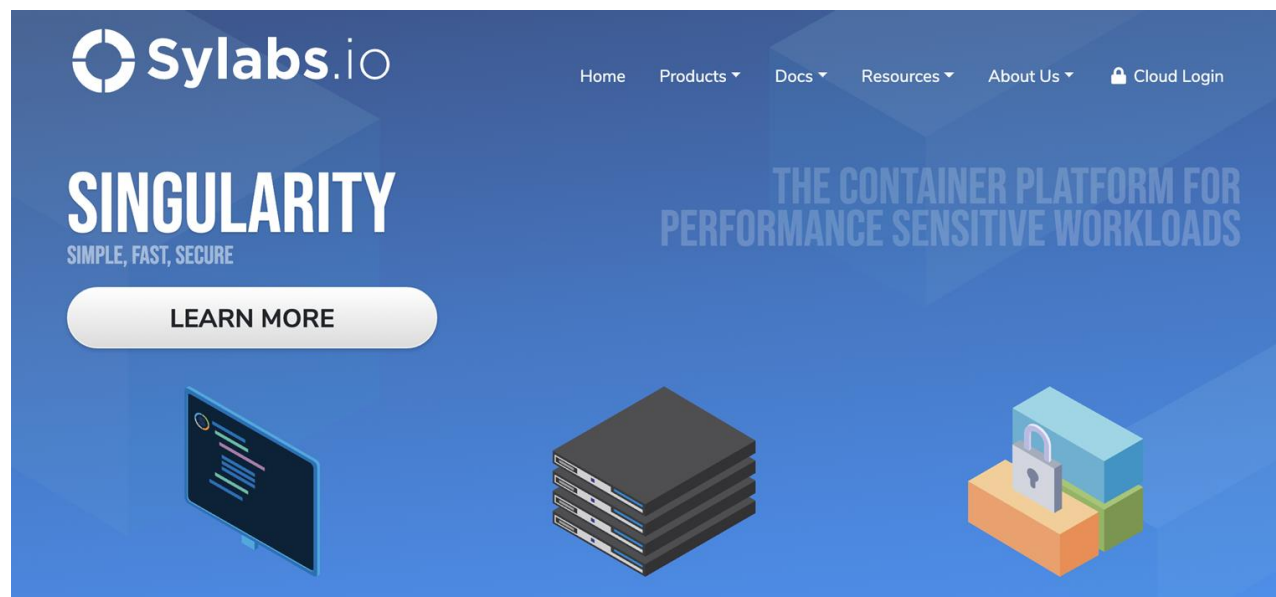 Sylabs.io
Home Products Docs Resources About Us Cloud Login
SINGULARITY
SIMPLE, FAST, SECURE
THE CONTAINER PLATFORM FOR
PERFORMANCE SENSITIVE WORKLOADS
LEARN MORE